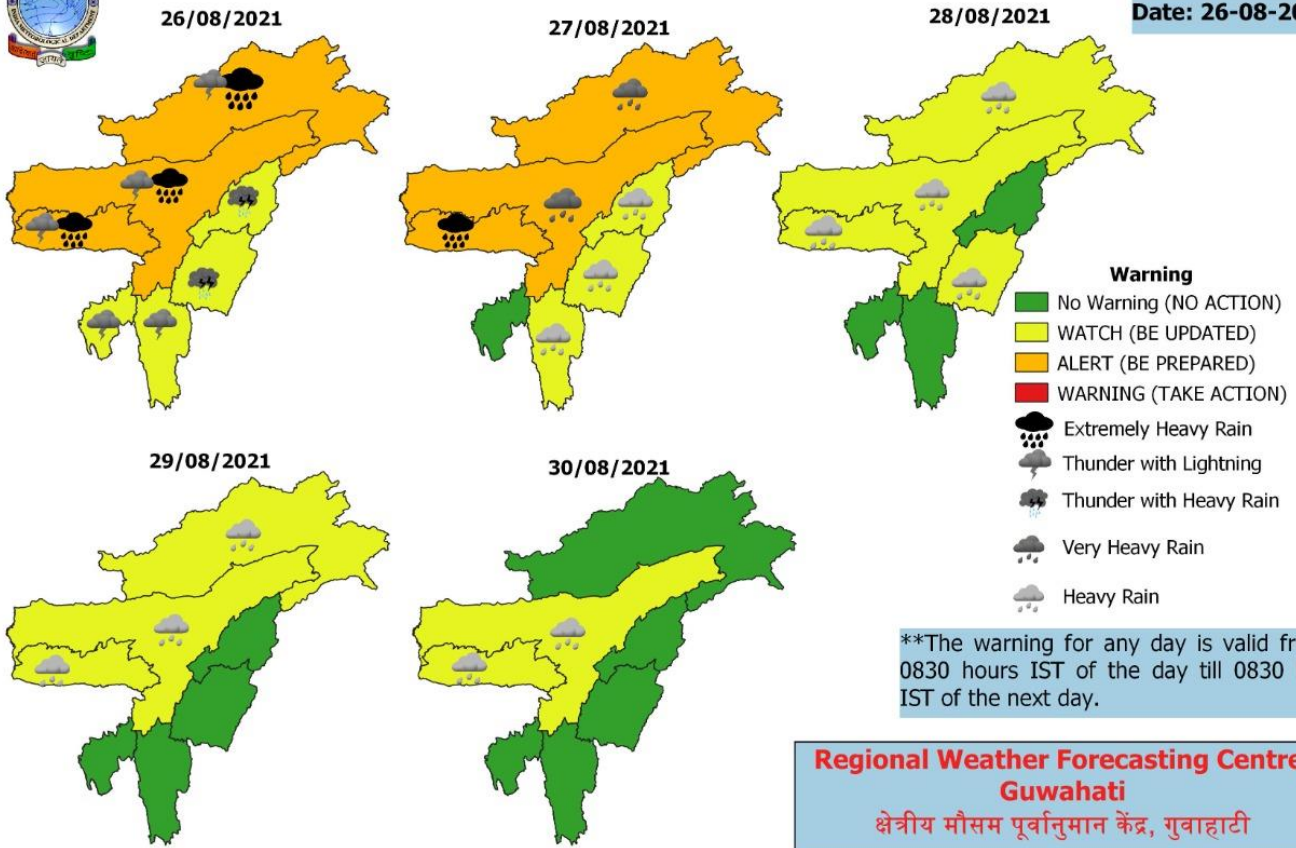 INDIA METEOROLOGICAL DEPARTMENT
26/08/2021
27/08/2021
28/08/2021
Date: 26-08-20
29/08/2021
30/08/2021
Warning
No Warning (NO ACTION)
WATCH (BE UPDATED)
ALERT (BE PREPARED)
WARNING (TAKE ACTION)
Extremely Heavy Rain
Thunder with Lightning
Thunder with Heavy Rain
Very Heavy Rain
Heavy Rain
**The warning for any day is valid fr
0830 hours IST of the day till 0830
IST of the next day.
Regional Weather Forecasting Centre
Guwahati
क्षेत्रीय मौसम पूर्वानुमान केंद्र, गुवाहाटी